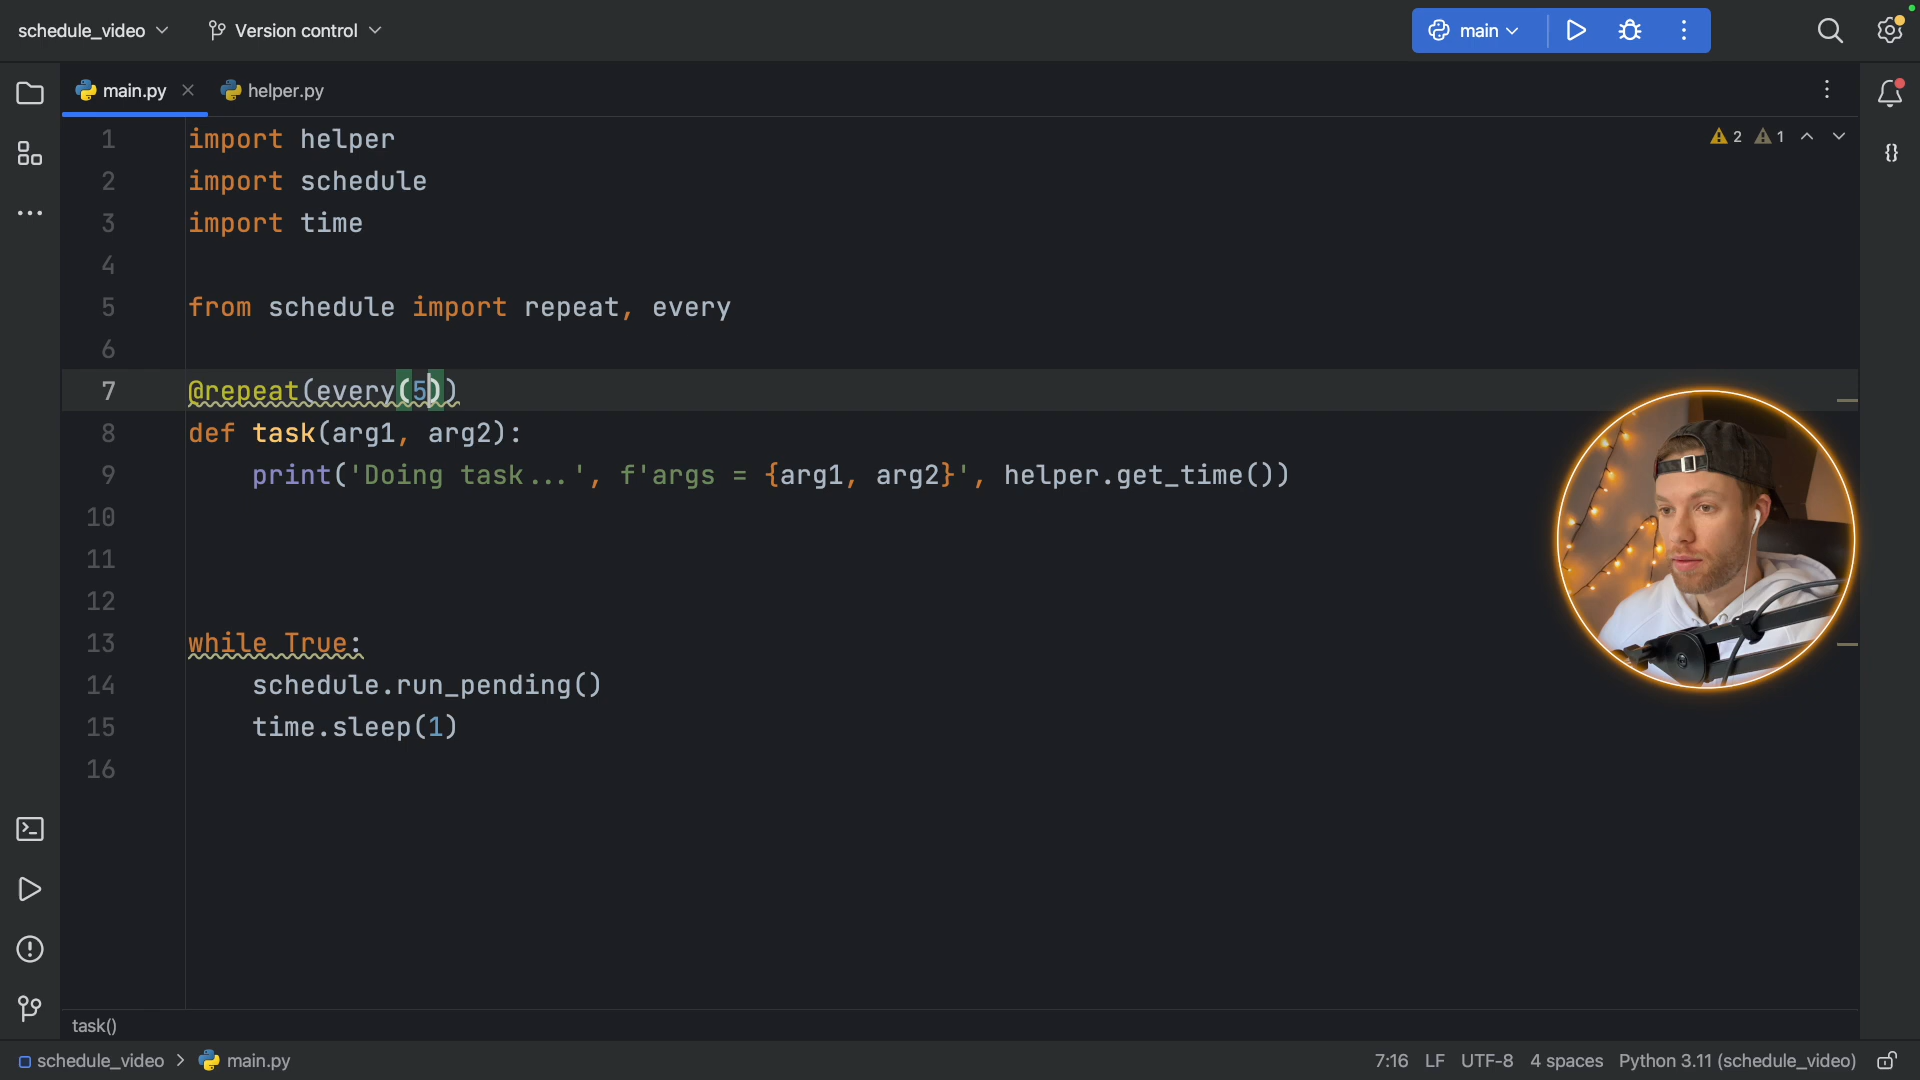 schedule_video
Version control
main
main.py
helper.py
2
1
1 import helper
2 import schedule
3 import time
4
5 from schedule import repeat, every
6
7 @repeat(every(5))
8 def task(arg1, arg2):
9 print('Doing task...', f'args = {arg1, arg2}', helper.get_time())
10
11
12
13 while True:
14 schedule.run_pending()
15 time.sleep(1)
16
task()
schedule_video > main.py
7:16 LF UTF-8 4 spaces Python 3.11 (schedule_video)